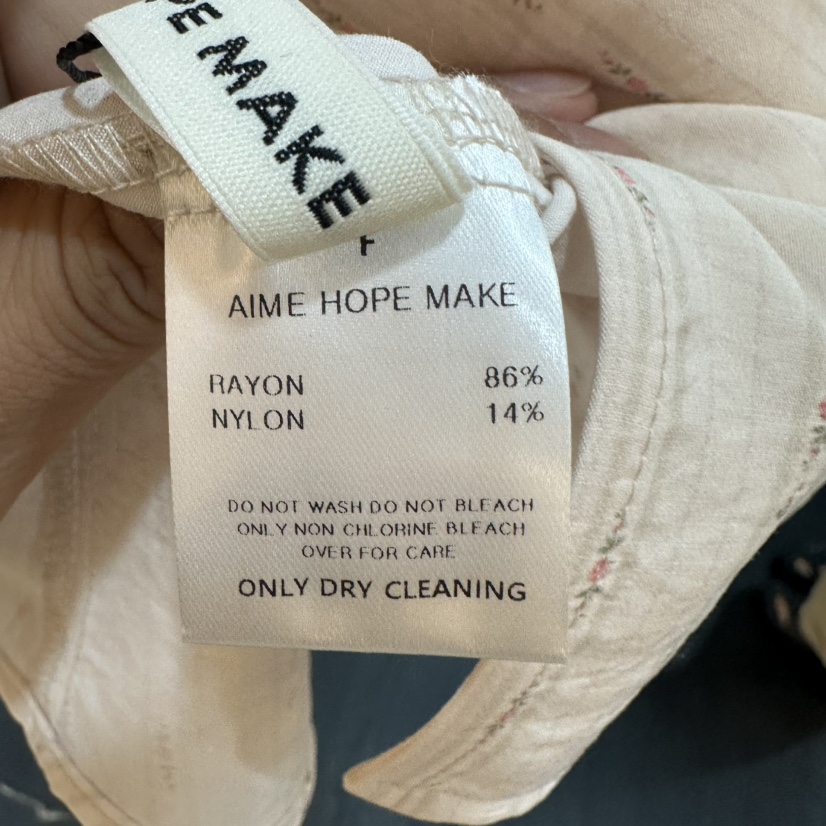 PE MAKE
F
AIME HOPE MAKE
RAYON 86%
NYLON 14%
DO NOT WASH DO NOT BLEACH
ONLY NON CHLORINE BLEACH
OVER FOR CARE
ONLY DRY CLEANING